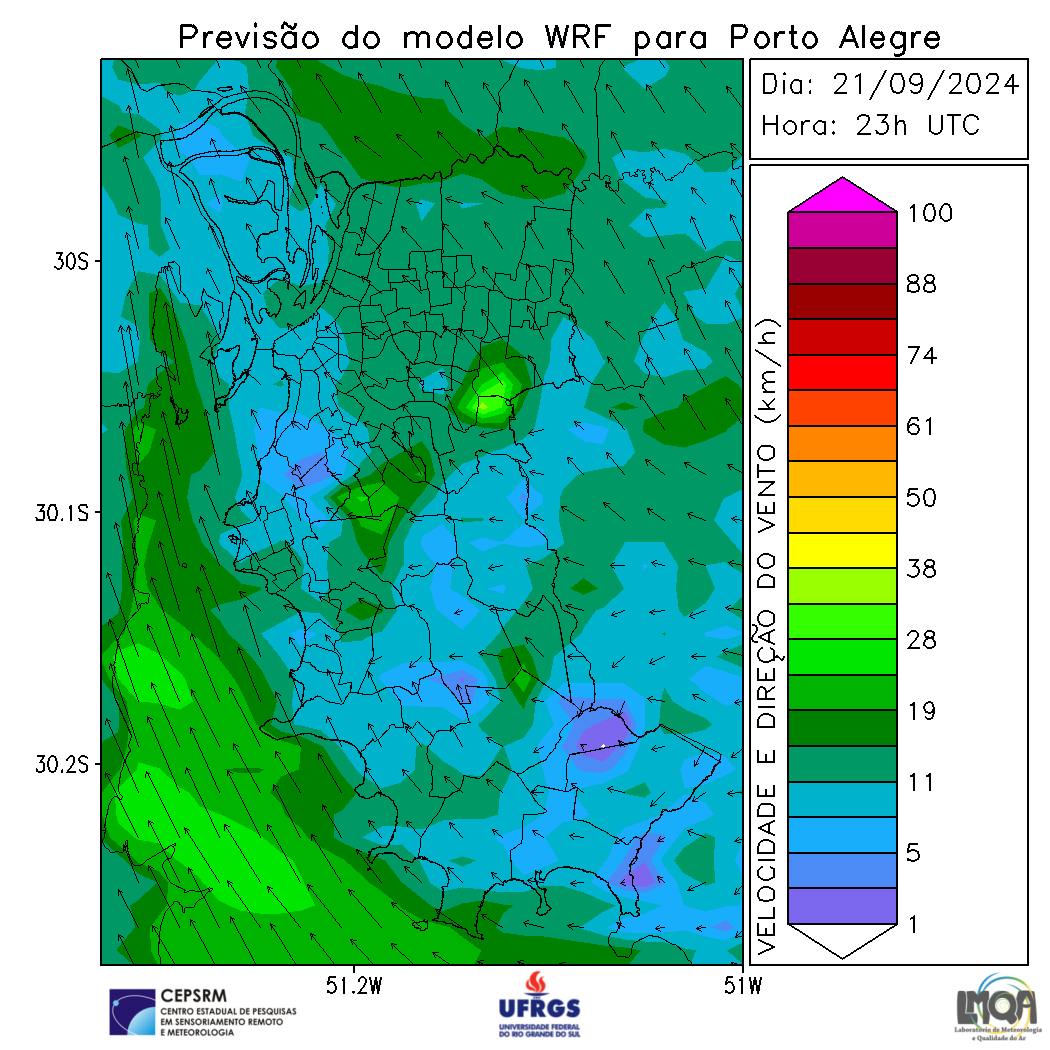 Previsão do modelo WRF para Porto Alegre
Dia: 21/09/2024
Hora: 23h UTC
30S
30.1S
30.2S
51.2W
51W
VELOCIDADE E DIREÇÃO DO VENTO (km/h)
100
88
74
61
50
38
28
19
11
5
1
CEPSRM
CENTRO ESTADUAL DE PESQUISAS
EM SENSORIAMENTO REMOTO
E METEOROLOGIA
UFRGS
UNIVERSIDADE FEDERAL
DO RIO GRANDE DO SUL
LMQA
Laboratório de Meteorologia
e Qualidade do Ar